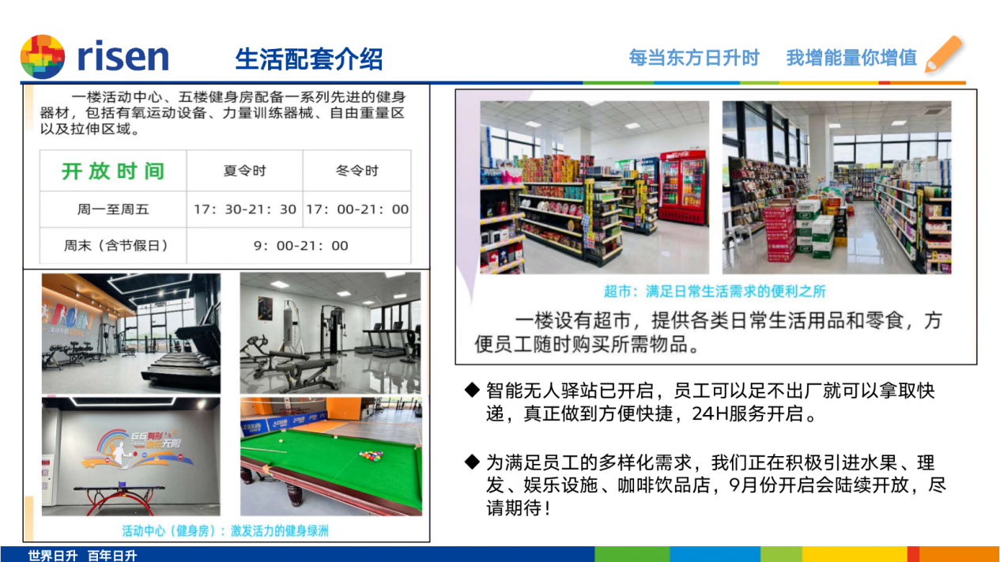 risen
生活配套介绍
每当东方日升时 我增能量你增值
一楼活动中心、五楼健身房配备一系列先进的健身
器材，包括有氧运动设备、力量训练器械、自由重量区
以及拉伸区域。
开放时间 夏令时 冬令时
周一至周五 17：30-21：30 17：00-21：00
周末（含节假日） 9：00-21：00
乒乓有形
无限
活动中心（健身房）：激发活力的健身绿洲
超市：满足日常生活需求的便利之所
一楼设有超市，提供各类日常生活用品和零食，方
便员工随时购买所需物品。
◆ 智能无人驿站已开启，员工可以足不出厂就可以拿取快
递，真正做到方便快捷，24H服务开启。
◆ 为满足员工的多样化需求，我们正在积极引进水果、理
发、娱乐设施、咖啡饮品店，9月份开启会陆续开放，尽
请期待！
世界日升 百年日升